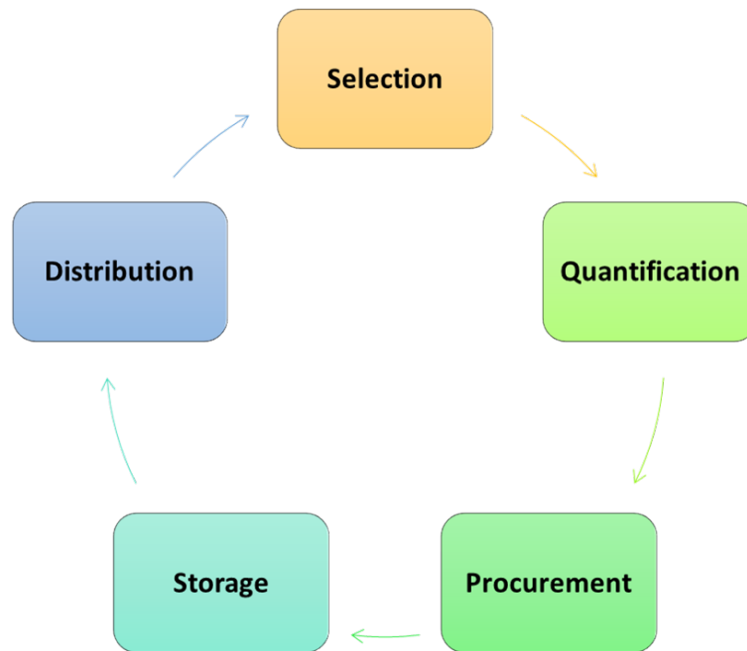 Selection
Quantification
Procurement
Storage
Distribution